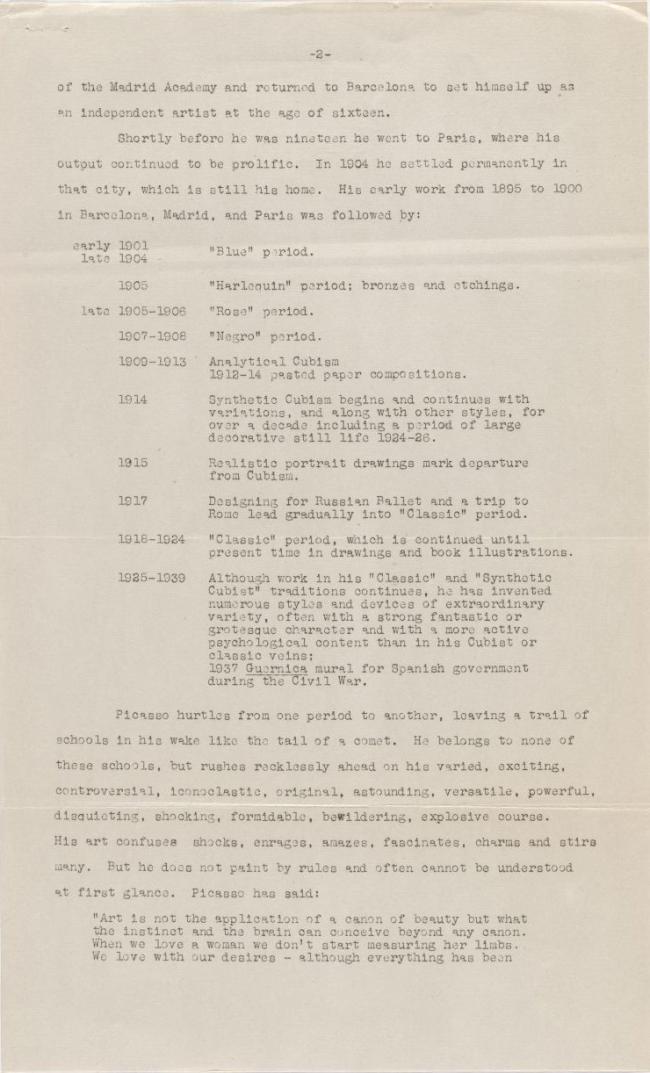 -2-
of the Madrid Academy and returned to Barcelona to set himself up as
an independent artist at the age of sixteen.
Shortly before he was nineteen he went to Paris, where his
output continued to be prolific. In 1904 he settled permanently in
that city, which is still his home. His early work from 1895 to 1900
in Barcelona, Madrid, and Paris was followed by:
early 1901
late 1904 "Blue" period.
1905 "Harlequin" period; bronzes and etchings.
late 1905-1906 "Rose" period.
1907-1908 "Negro" period.
1909-1913 Analytical Cubism
1912-14 pasted paper compositions.
1914 Synthetic Cubism begins and continues with
variations, and along with other styles, for
over a decade including a period of large
decorative still life 1924-26.
1915 Realistic portrait drawings mark departure
from Cubism.
1917 Designing for Russian Ballet and a trip to
Rome lead gradually into "Classic" period.
1918-1924 "Classic" period, which is continued until
present time in drawings and book illustrations.
1925-1939 Although work in his "Classic" and "Synthetic
Cubist" traditions continues, he has invented
numerous styles and devices of extraordinary
variety, often with a strong fantastic or
grotesque character and with a more active
psychological content than in his Cubist or
classic veins:
1937 Guernica mural for Spanish government
during the Civil War.
Picasso hurtles from one period to another, leaving a trail of
schools in his wake like the tail of a comet. He belongs to none of
these schools, but rushes recklessly ahead on his varied, exciting,
controversial, iconoclastic, original, astounding, versatile, powerful,
disquieting, shocking, formidable, bewildering, explosive course.
His art confuses shocks, enrages, amazes, fascinates, charms and stirs
many. But he does not paint by rules and often cannot be understood
at first glance. Picasso has said:
"Art is not the application of a canon of beauty but what
the instinct and the brain can conceive beyond any canon.
When we love a woman we don't start measuring her limbs.
We love with our desires - although everything has been